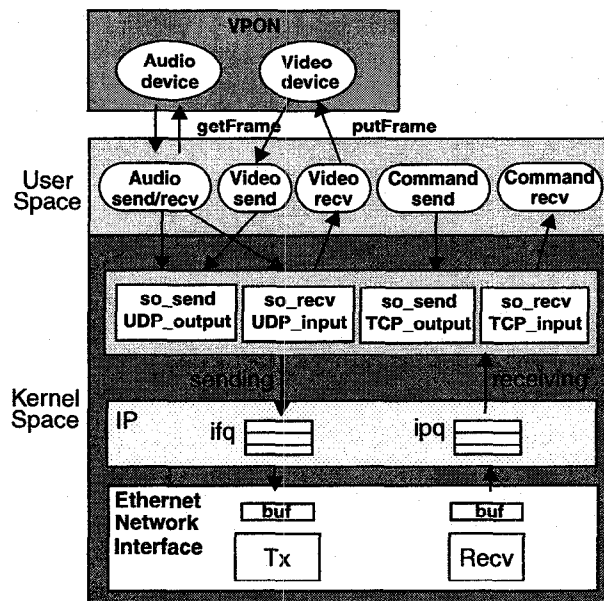 VPON
Audio
device
Video
device
getFrame
putFrame
User
Space
Audio
send/recv
Video
send
Video
recv
Command
send
Command
recv
so_send
UDP_output
so_recv
UDP_input
so_send
TCP_output
so_recv
TCP_input
sending
receiving
Kernel
Space
IP
ifq
ipq
Ethernet
Network
Interface
buf
buf
Tx
Recv